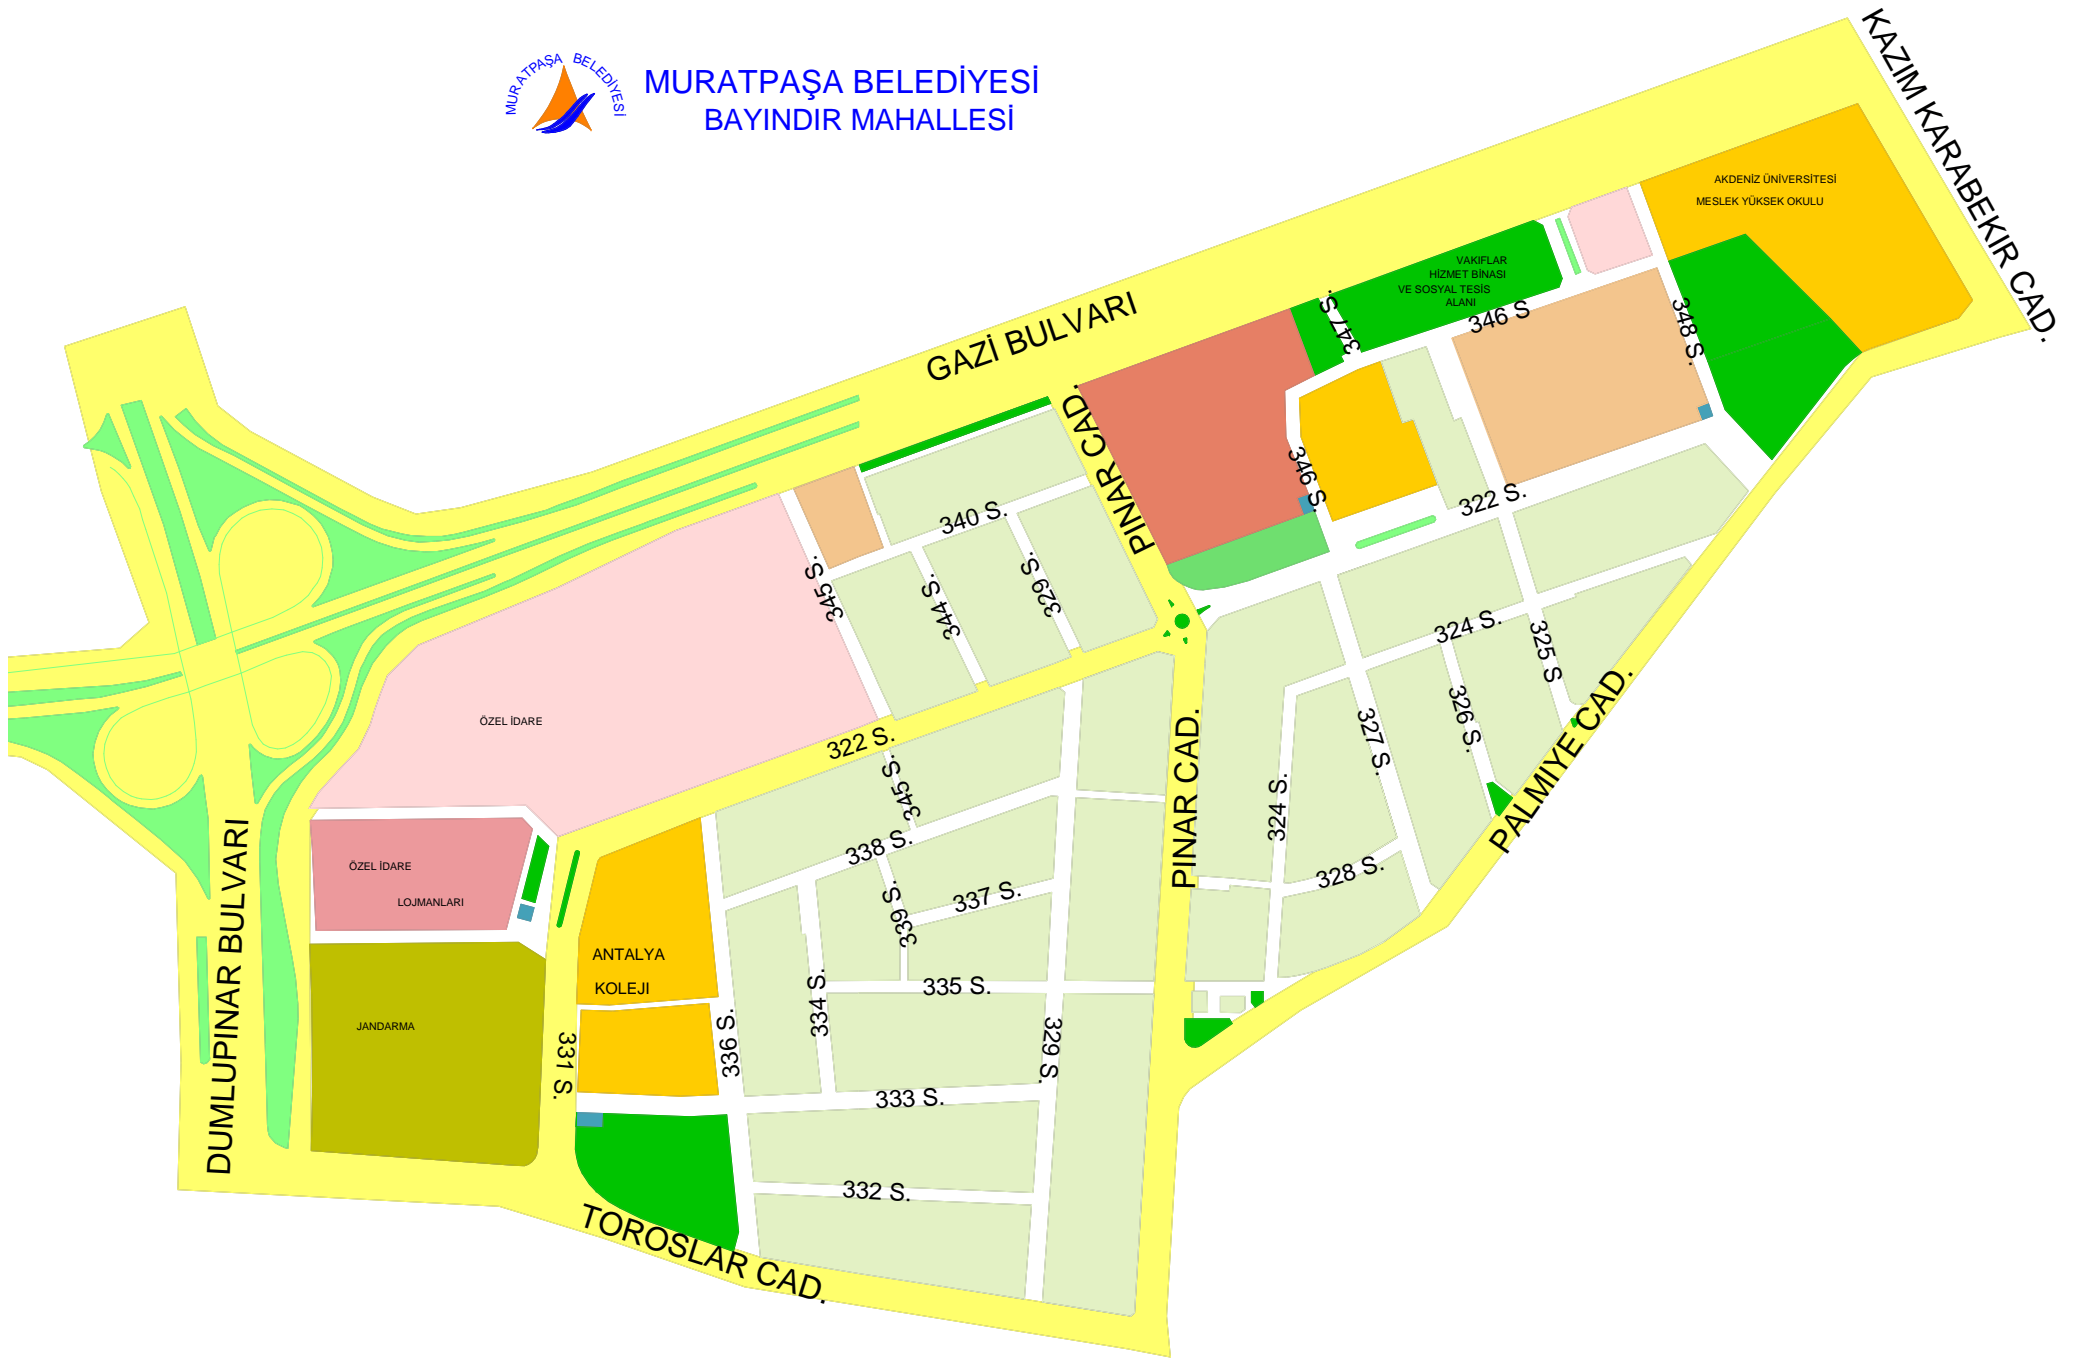 MURATPAŞA BELEDİYESİ
MURATPAŞA BELEDİYESİ
BAYINDIR MAHALLESİ
KAZIM KARABEKIR CAD.
AKDENİZ ÜNİVERSİTESİ
MESLEK YÜKSEK OKULU
VAKIFLAR
HİZMET BİNASI
VE SOSYAL TESİS
ALANI
GAZİ BULVARI
347 S.
346 S
348 S.
PINAR CAD.
349 S.
322 S.
340 S.
345 S.
344 S.
329 S.
324 S.
325 S
326 S.
327 S.
PALMIYE CAD.
ÖZEL İDARE
322 S.
345 S.
PINAR CAD.
324 S.
328 S.
338 S.
339 S.
337 S.
ÖZEL İDARE
LOJMANLARI
DUMLUPINAR BULVARI
ANTALYA
KOLEJI
334 S.
335 S.
JANDARMA
331 S.
336 S.
329 S.
333 S.
332 S.
TOROSLAR CAD.